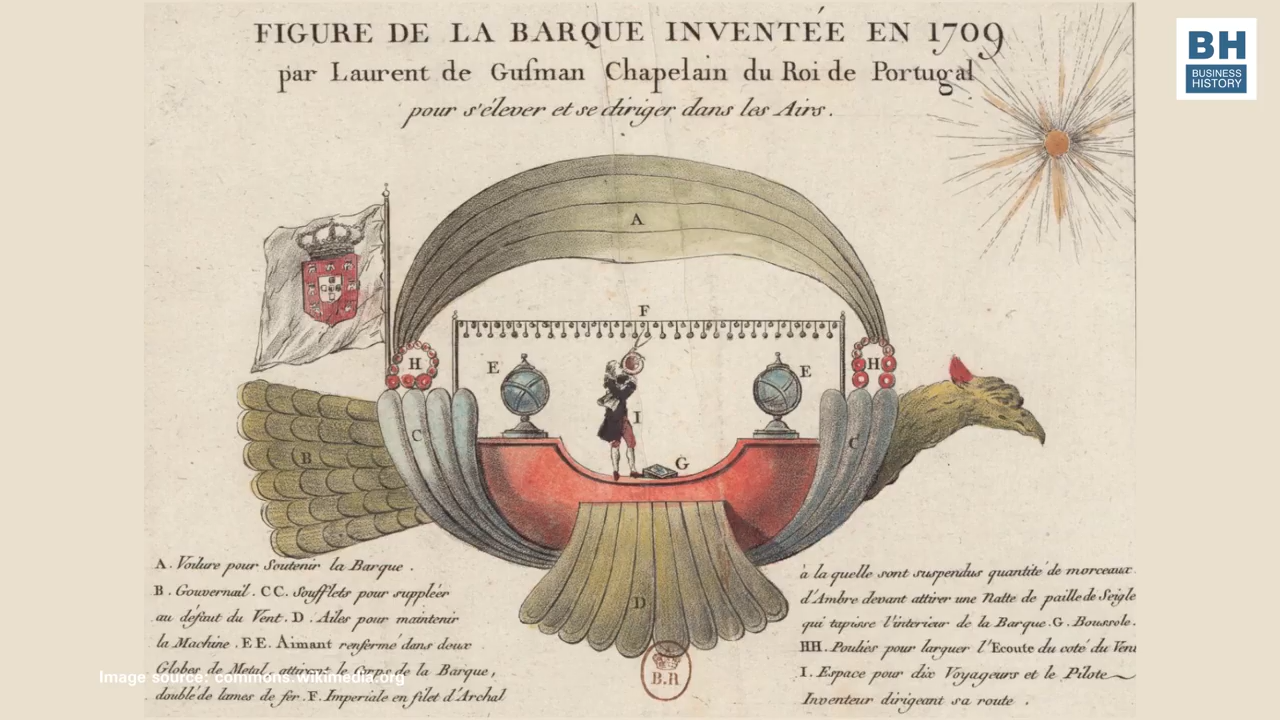 FIGURE DE LA BARQUE INVENTÉE EN 1709
par Laurent de Guſman Chapelain du Roi de Portugal
pour s'élever et se diriger dans les Airs.
BH
BUSINESS
HISTORY
A
F
H
H
E
E
I
C
C
G
B
D
A. Voilure pour Soutenir la Barque.
B. Gouvernail. CC. Soufflets pour suppléer
au défaut du Vent. D. Ailes pour maintenir
la Machine. EE. Aimant renfermé dans deux
Globes de Metal, attirant le Corps de la Barque,
doublé de lames de fer. F. Imperiale en filet d'Archal
à la quelle sont suspendus quantité de morceaux
d'Ambre devant attirer une Natte de paille de Seigle
qui tapisse l'interieur de la Barque. G. Boussole.
HH. Poulies pour larguer l'Ecoute du coté du Vent
I. Espace pour dix Voyageurs et le Pilote
Inventeur dirigeant sa route.
B.R
Image source: commons.wikimedia.org